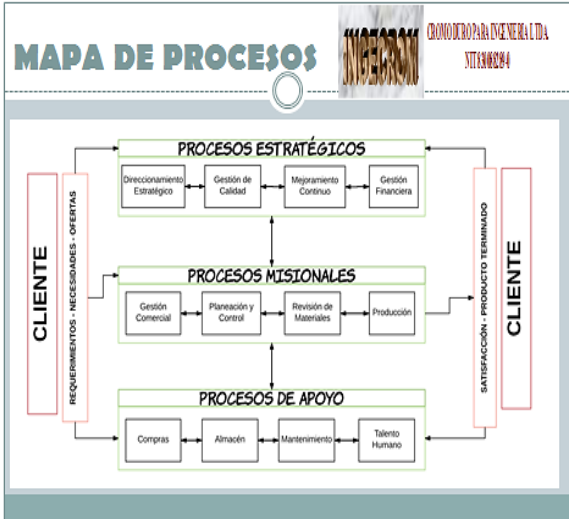 MAPA DE PROCESOS
INGECROM
CROMO DURO PARA INGENIERIA LTDA.
PROCESOS ESTRATÉGICOS
Direccionamiento
Estratégico
Gestión de
Calidad
Mejoramiento
Continuo
Gestión
Financiera
CLIENTE
REQUERIMIENTOS - NECESIDADES - OFERTAS
PROCESOS MISIONALES
Gestión
Comercial
Planeación y
Control
Revisión de
Materiales
Producción
SATISFACCIÓN - PRODUCTO TERMINADO
CLIENTE
PROCESOS DE APOYO
Compras
Almacén
Mantenimiento
Talento
Humano